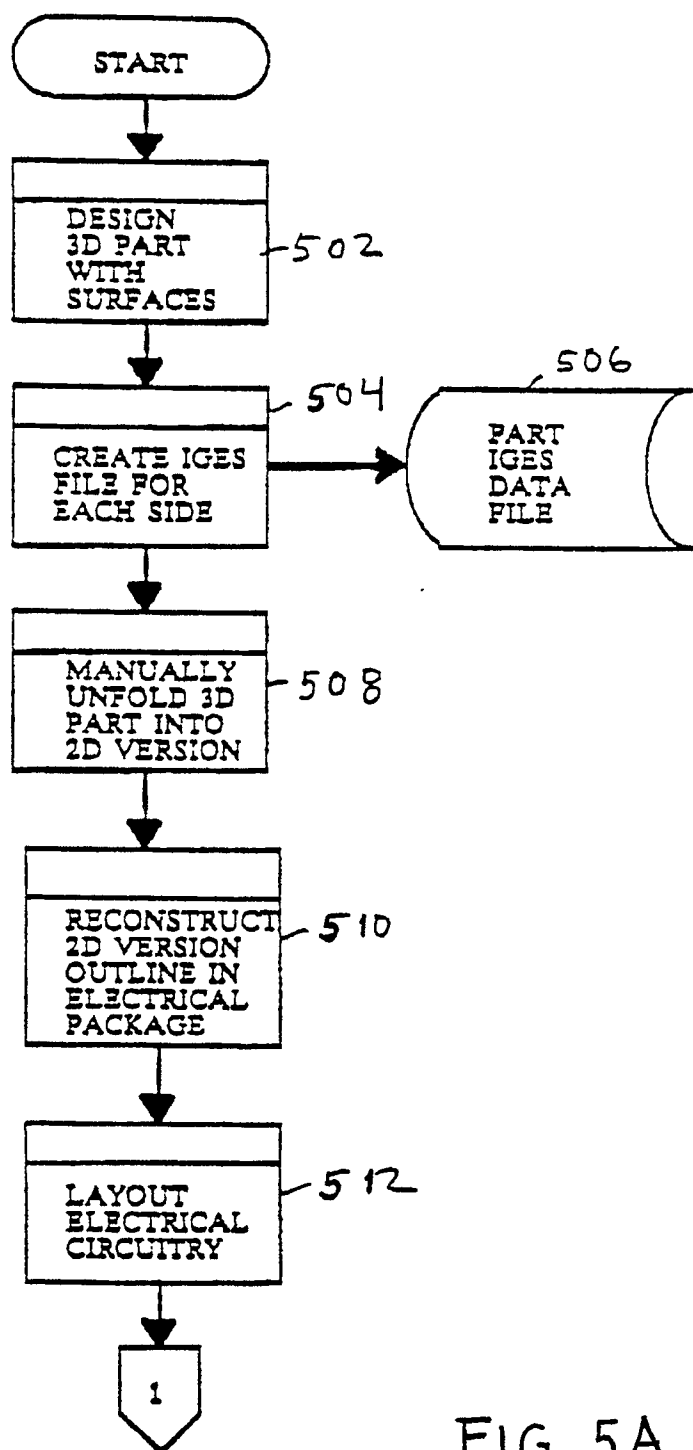 START
DESIGN
3D PART
WITH
SURFACES
502
504
CREATE IGES
FILE FOR
EACH SIDE
506
PART
IGES
DATA
FILE
MANUALLY
UNFOLD 3D
PART INTO
2D VERSION
508
RECONSTRUCT
2D VERSION
OUTLINE IN
ELECTRICAL
PACKAGE
510
LAYOUT
ELECTRICAL
CIRCUITRY
512
1
FIG. 5A